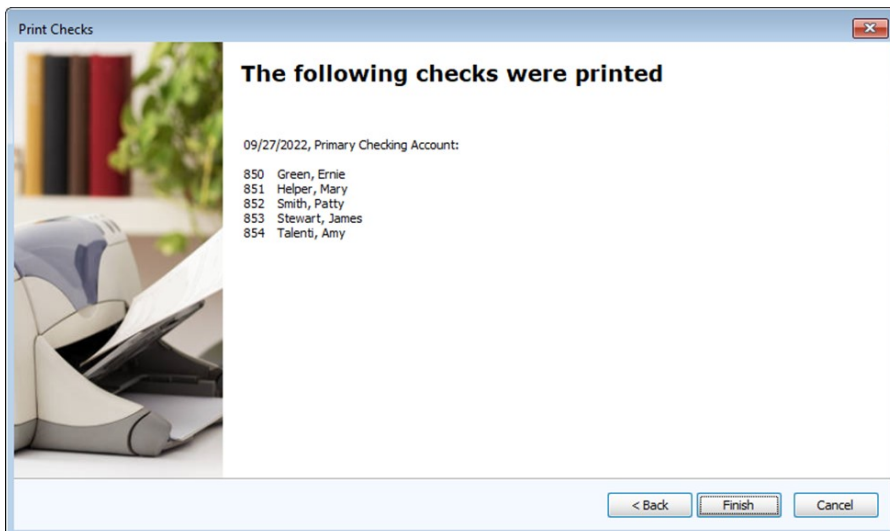 Print Checks
The following checks were printed
09/27/2022, Primary Checking Account:
850 Green, Ernie
851 Helper, Mary
852 Smith, Patty
853 Stewart, James
854 Talenti, Amy
< Back Finish Cancel